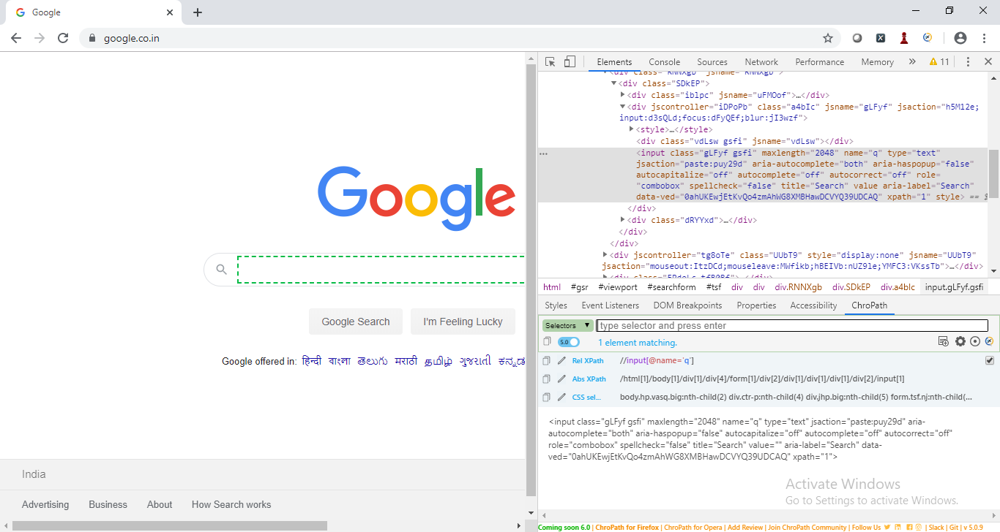 Google
google.co.in
Google
Google Search
I'm Feeling Lucky
Google offered in: हिन्दी বাংলা తెలుగు मराठी தமிழ் ગુજરાતી ಕನ್ನಡ
India
Advertising Business About How Search works
Elements Console Sources Network Performance Memory » 11
<div class="RNNXgb" jsname="RNNXgb">
<div class="SDkEP">
<div class="iblpc" jsname="uFMOof">…</div>
<div jscontroller="iDPoPb" class="a4bIc" jsname="gLFyf" jsaction="h5M12e;
input:d3sQLd;focus:dFyQEf;blur:jI3wzf">
<style>…</style>
<div class="vdLsw gsfi" jsname="vdLsw"></div>
<input class="gLFyf gsfi" maxlength="2048" name="q" type="text"
jsaction="paste:puy29d" aria-autocomplete="both" aria-haspopup="false"
autocapitalize="off" autocomplete="off" autocorrect="off" role=
"combobox" spellcheck="false" title="Search" value aria-label="Search"
data-ved="0ahUKEwjEtKvQo4zmAhWG8XMBHawDCVYQ39UDCAQ" xpath="1" style> ==
</div>
<div class="dRYYxd">…</div>
</div>
</div>
<div jscontroller="tg8oTe" class="UUbT9" style="display:none" jsname="UUbT9"
jsaction="mouseout:ItzDCd;mouseleave:MWfikb;hBEIVb:nUZ9le;YMFC3:VKssTb">…</div>
html #gsr #viewport #searchform #tsf div div div.RNNXgb div.SDkEP div.a4bIc input.gLFyf.gsfi
Styles Event Listeners DOM Breakpoints Properties Accessibility ChroPath
Selectors type selector and press enter
5.0 1 element matching.
Rel XPath //input[@name='q']
Abs XPath /html[1]/body[1]/div[1]/div[4]/form[1]/div[2]/div[1]/div[1]/div[1]/div[2]/input[1]
CSS sel... body.hp.vasq.big:nth-child(2) div.ctr-p:nth-child(4) div.jhp.big:nth-child(5) form.tsf.nj:nth-child(...
<input class="gLFyf gsfi" maxlength="2048" name="q" type="text" jsaction="paste:puy29d" aria-
autocomplete="both" aria-haspopup="false" autocapitalize="off" autocomplete="off" autocorrect="off"
role="combobox" spellcheck="false" title="Search" value="" aria-label="Search" data-
ved="0ahUKEwjEtKvQo4zmAhWG8XMBHawDCVYQ39UDCAQ" xpath="1">
Activate Windows
Go to Settings to activate Windows.
Coming soon 6.0 | ChroPath for Firefox | ChroPath for Opera | Add Review | Join ChroPath Community | Follow Us | Slack | Git | v 5.0.9